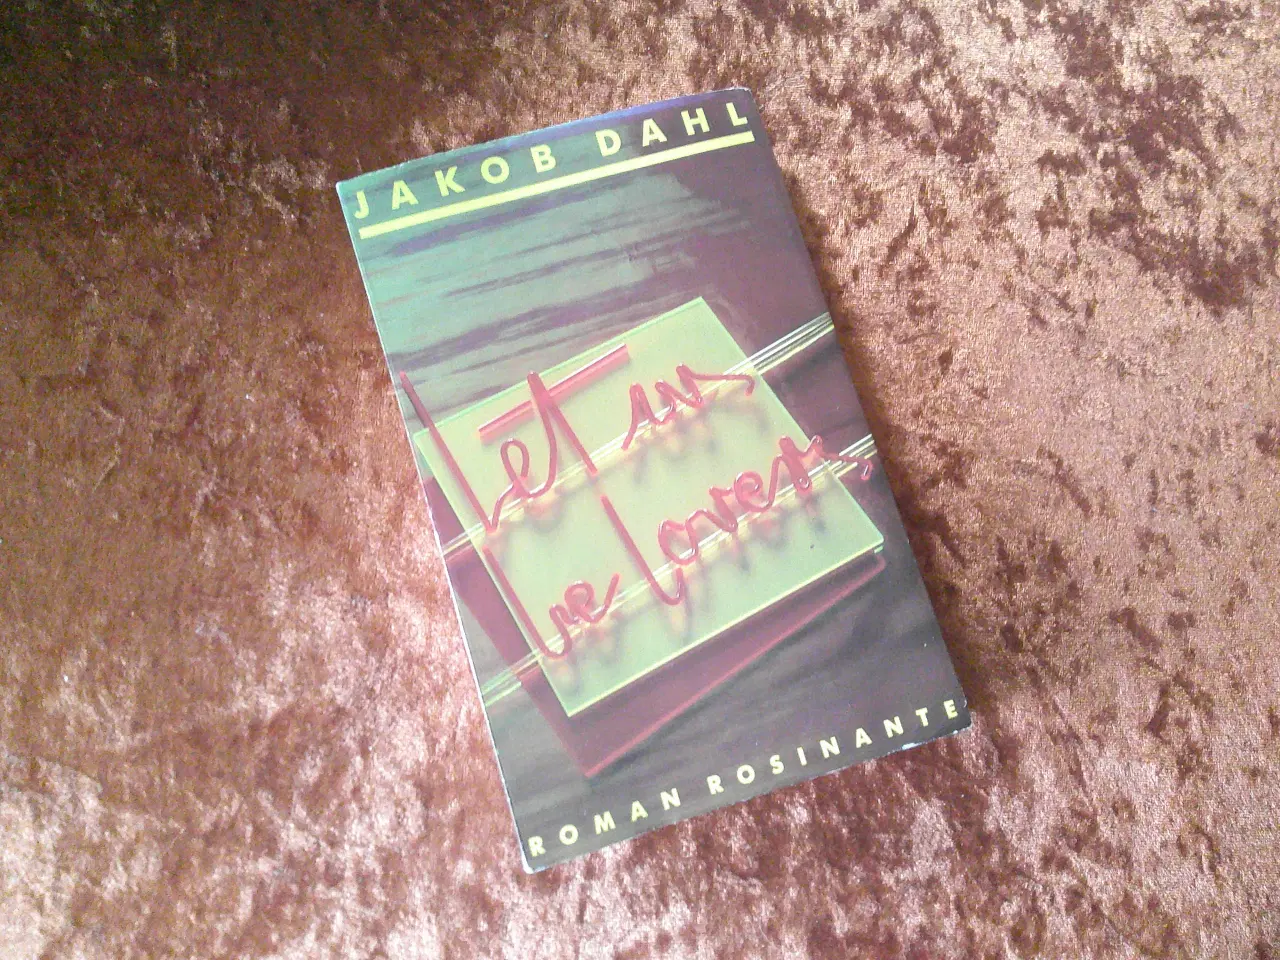 JAKOB DAHL
Let us
be Lovers
ROMAN ROSINANTE